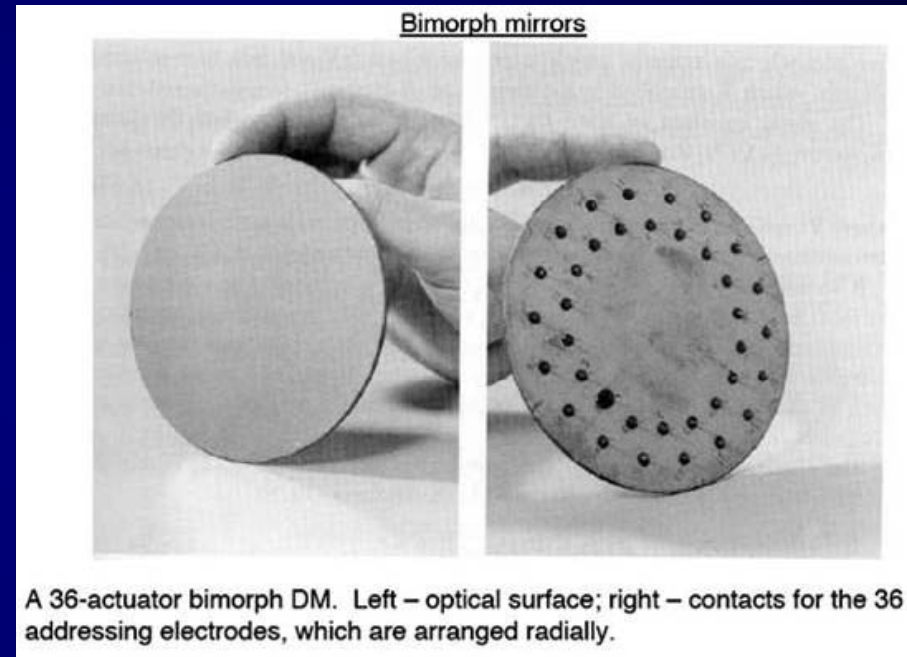 Bimorph mirrors
A 36-actuator bimorph DM. Left – optical surface; right – contacts for the 36
addressing electrodes, which are arranged radially.